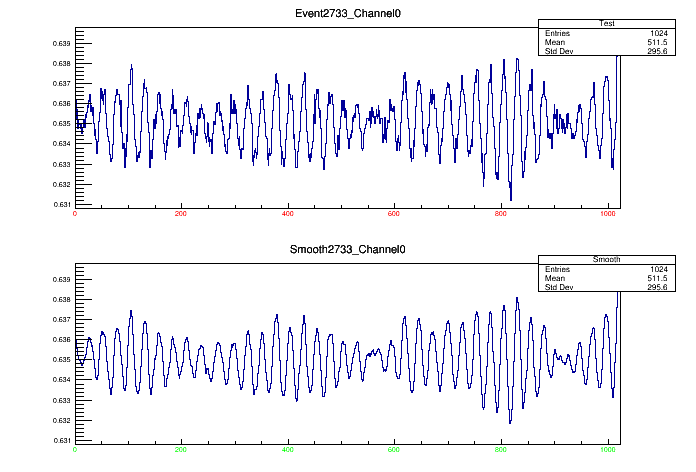 Event2733_Channel0
Test
Entries 1024
Mean 511.5
Std Dev 295.6
0.639
0.638
0.637
0.636
0.635
0.634
0.633
0.632
0.631
0 200 400 600 800 1000
Smooth2733_Channel0
Smooth
Entries 1024
Mean 511.5
Std Dev 295.6
0.639
0.638
0.637
0.636
0.635
0.634
0.633
0.632
0.631
0 200 400 600 800 1000